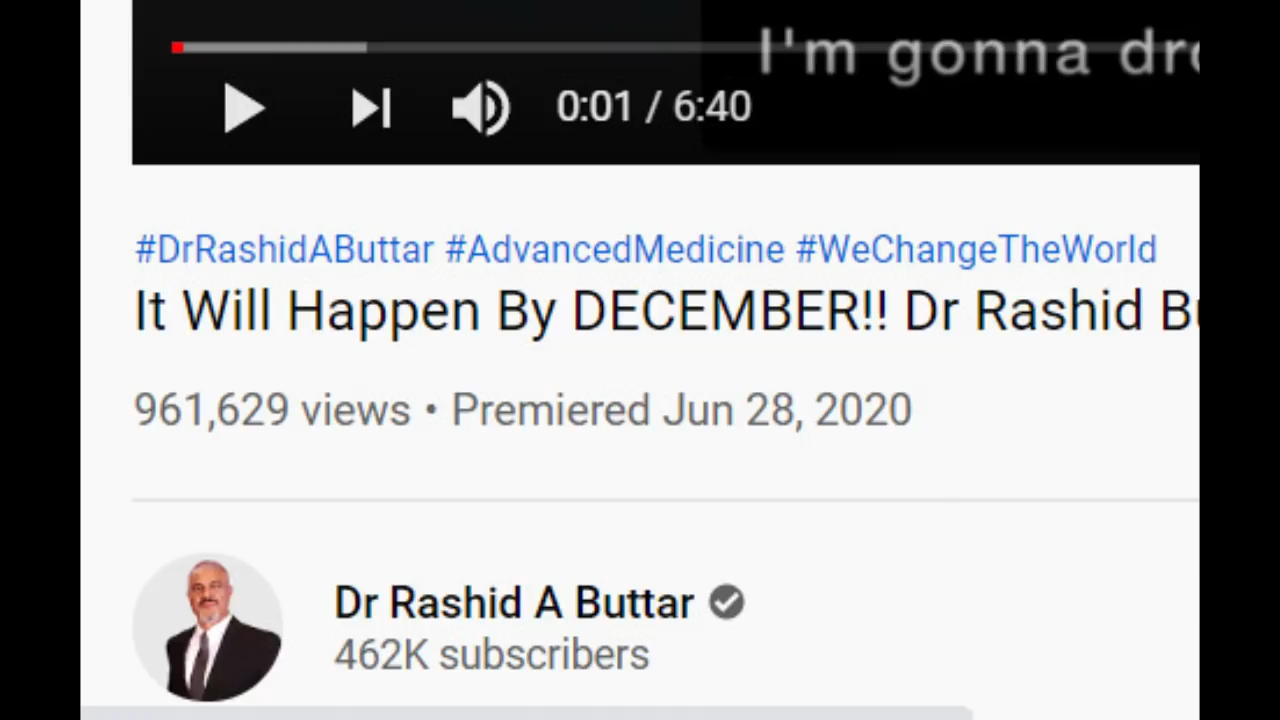 I'm gonna
0:01 / 6:40
#DrRashidAButtar #AdvancedMedicine #WeChangeTheWorld
It Will Happen By DECEMBER!! Dr Rashid
961,629 views • Premiered Jun 28, 2020
Dr Rashid A Buttar
462K subscribers